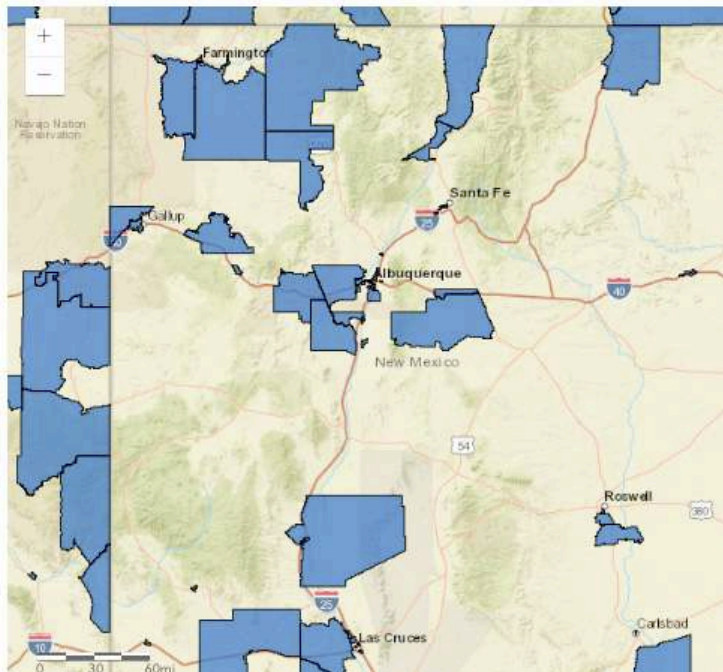 +
−
Farmington
Navajo Nation
Reservation
Santa Fe
Gallup
25
40
Albuquerque
40
New Mexico
54
Roswell
380
25
Carlsbad
Las Cruces
10
0 30 60mi